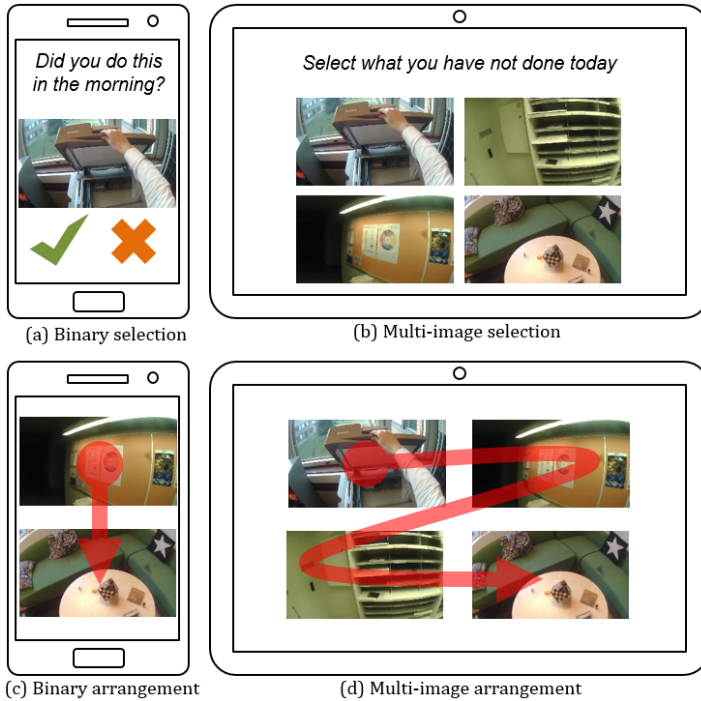 Did you do this
in the morning?
Select what you have not done today
(a) Binary selection
(b) Multi-image selection
(c) Binary arrangement
(d) Multi-image arrangement